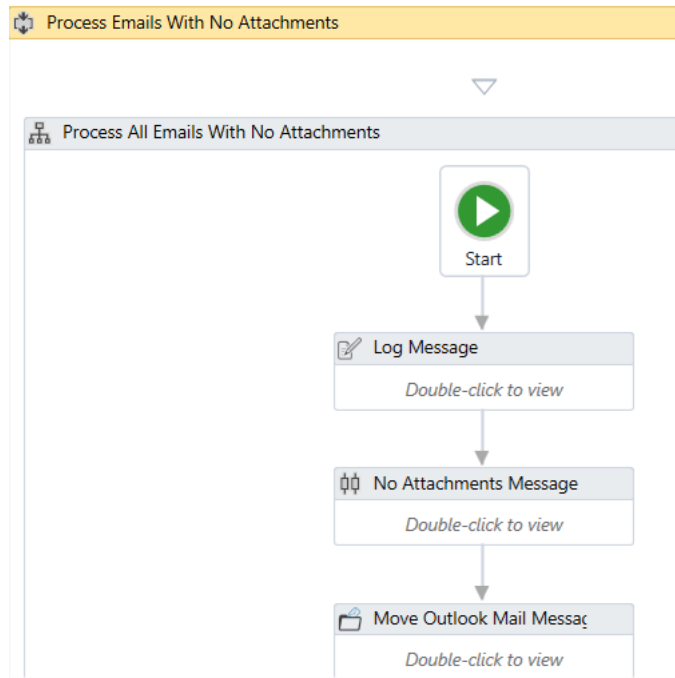 Process Emails With No Attachments
Process All Emails With No Attachments
Start
Log Message
Double-click to view
No Attachments Message
Double-click to view
Move Outlook Mail Messag
Double-click to view